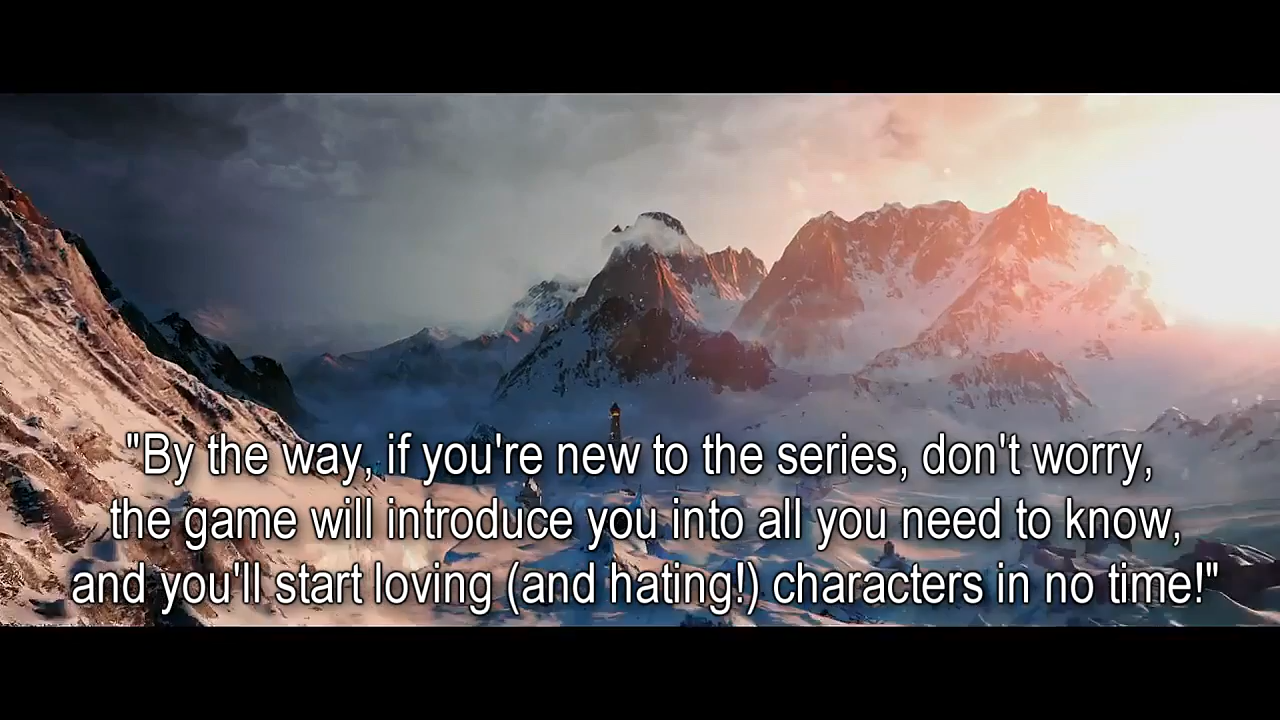 "By the way, if you're new to the series, don't worry,
the game will introduce you into all you need to know,
and you'll start loving (and hating!) characters in no time!"